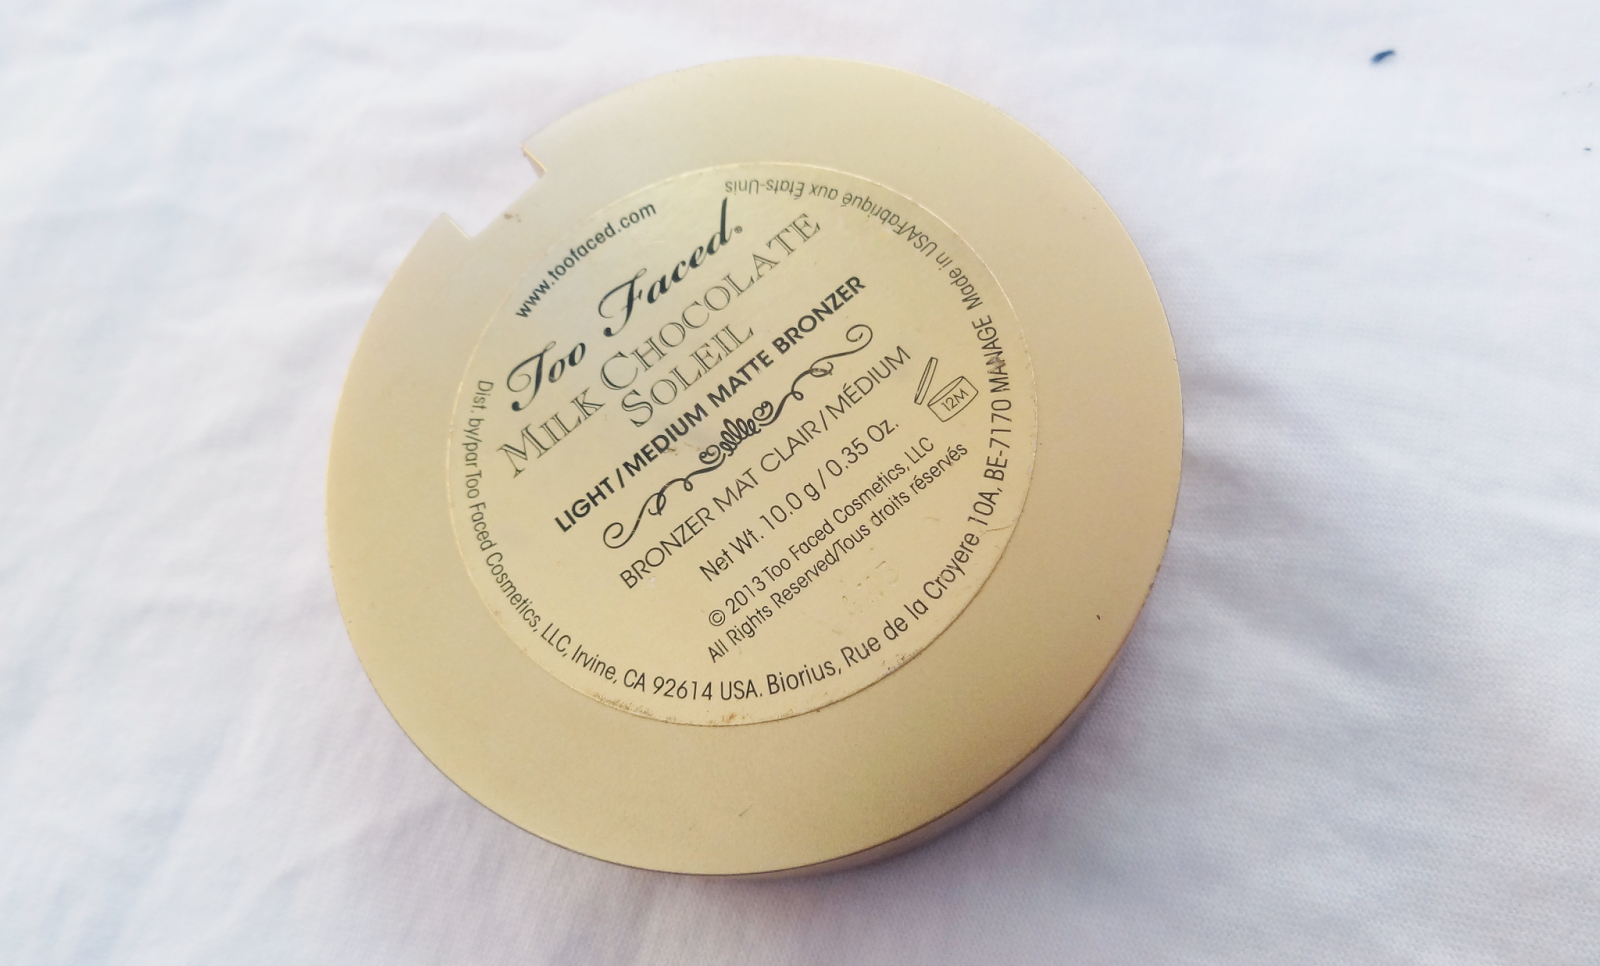 www.toofaced.com
Too Faced®
MILK CHOCOLATE
SOLEIL
LIGHT/MEDIUM MATTE BRONZER
BRONZER MAT CLAIR/MÉDIUM
Net Wt. 10.0 g / 0.35 Oz.
12M
© 2013 Too Faced Cosmetics, LLC
All Rights Reserved/Tous droits réservés
Dist. by/par Too Faced Cosmetics, LLC, Irvine, CA 92614 USA. Biorius, Rue de la Croyere 10A, BE-7170 MANAGE Made in USA/Fabriqué aux États-Unis